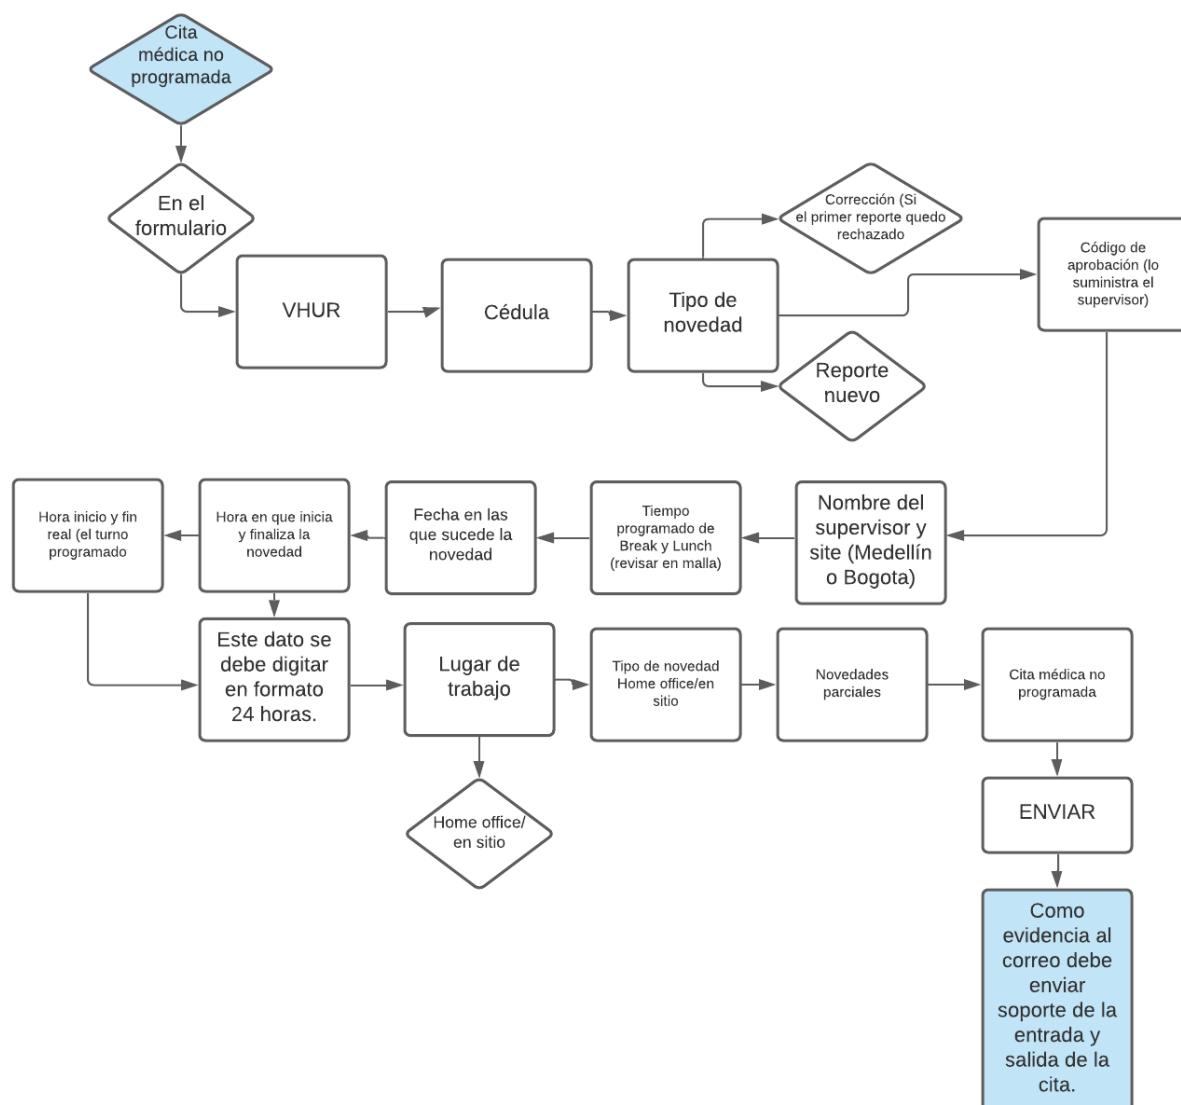 Cita
médica no
programada
En el
formulario
VHUR
Cédula
Tipo de
novedad
Corrección (Si
el primer reporte quedo
rechazado
Reporte
nuevo
Código de
aprobación (lo
suministra el
supervisor)
Nombre del
supervisor y
site (Medellín
o Bogota)
Tiempo
programado de
Break y Lunch
(revisar en malla)
Fecha en las
que sucede la
novedad
Hora en que inicia
y finaliza la
novedad
Hora inicio y fin
real (el turno
programado
Este dato se
debe digitar
en formato
24 horas.
Lugar de
trabajo
Home office/
en sitio
Tipo de novedad
Home office/en
sitio
Novedades
parciales
Cita médica no
programada
ENVIAR
Como
evidencia al
correo debe
enviar
soporte de la
entrada y
salida de la
cita.